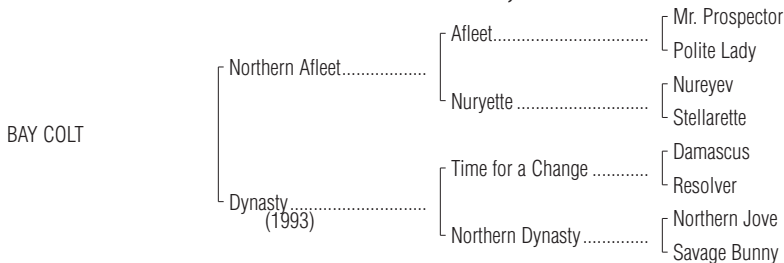 Mr. Prospector
Afleet
Polite Lady
Northern Afleet
Nureyev
Nuryette
Stellarette
BAY COLT
Damascus
Time for a Change
Resolver
Dynasty
(1993)
Northern Jove
Northern Dynasty
Savage Bunny